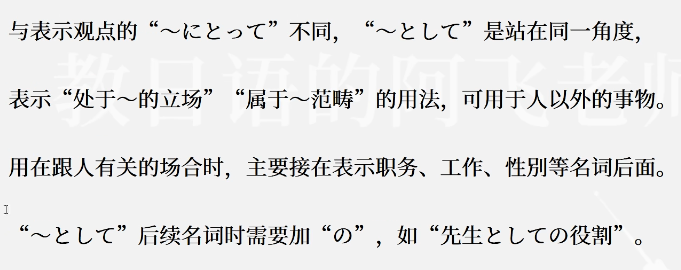 与表示观点的“～にとって”不同，“～として”是站在同一角度，
表示“处于～的立场”“属于～范畴”的用法，可用于人以外的事物。
用在跟人有关的场合时，主要接在表示职务、工作、性别等名词后面。
“～として”后续名词时需要加“の”，如“先生としての役割”。
教日语的阿飞老师